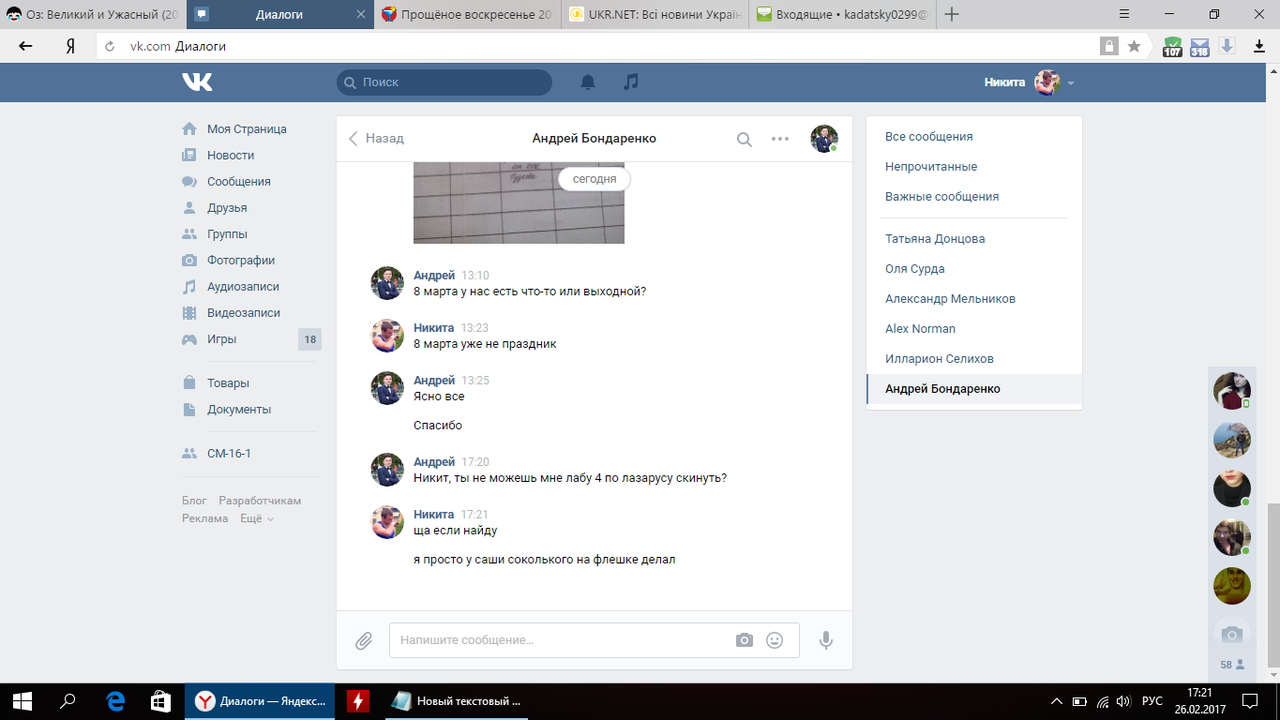 Оз: Великий и Ужасный (20
Диалоги
Прощёное воскресенье 20
UKR.NET: Всі новини Україн
Входящие • kadatsky0299@
Я
vk.com Диалоги
107
318
Поиск
Никита
Моя Страница
Новости
Сообщения
Друзья
Группы
Фотографии
Аудиозаписи
Видеозаписи
Игры 18
Товары
Документы
СМ-16-1
Блог Разработчикам
Реклама Ещё
Назад
Андрей Бондаренко
сегодня
Андрей 13:10
8 марта у нас есть что-то или выходной?
Никита 13:23
8 марта уже не праздник
Андрей 13:25
Ясно все
Спасибо
Андрей 17:20
Никит, ты не можешь мне лабу 4 по лазарусу скинуть?
Никита 17:21
ща если найду
я просто у саши соколького на флешке делал
Напишите сообщение...
Все сообщения
Непрочитанные
Важные сообщения
Татьяна Донцова
Оля Сурда
Александр Мельников
Alex Norman
Илларион Селихов
Андрей Бондаренко
58
Диалоги — Яндекс...
Новый текстовый ...
РУС
17:21
26.02.2017